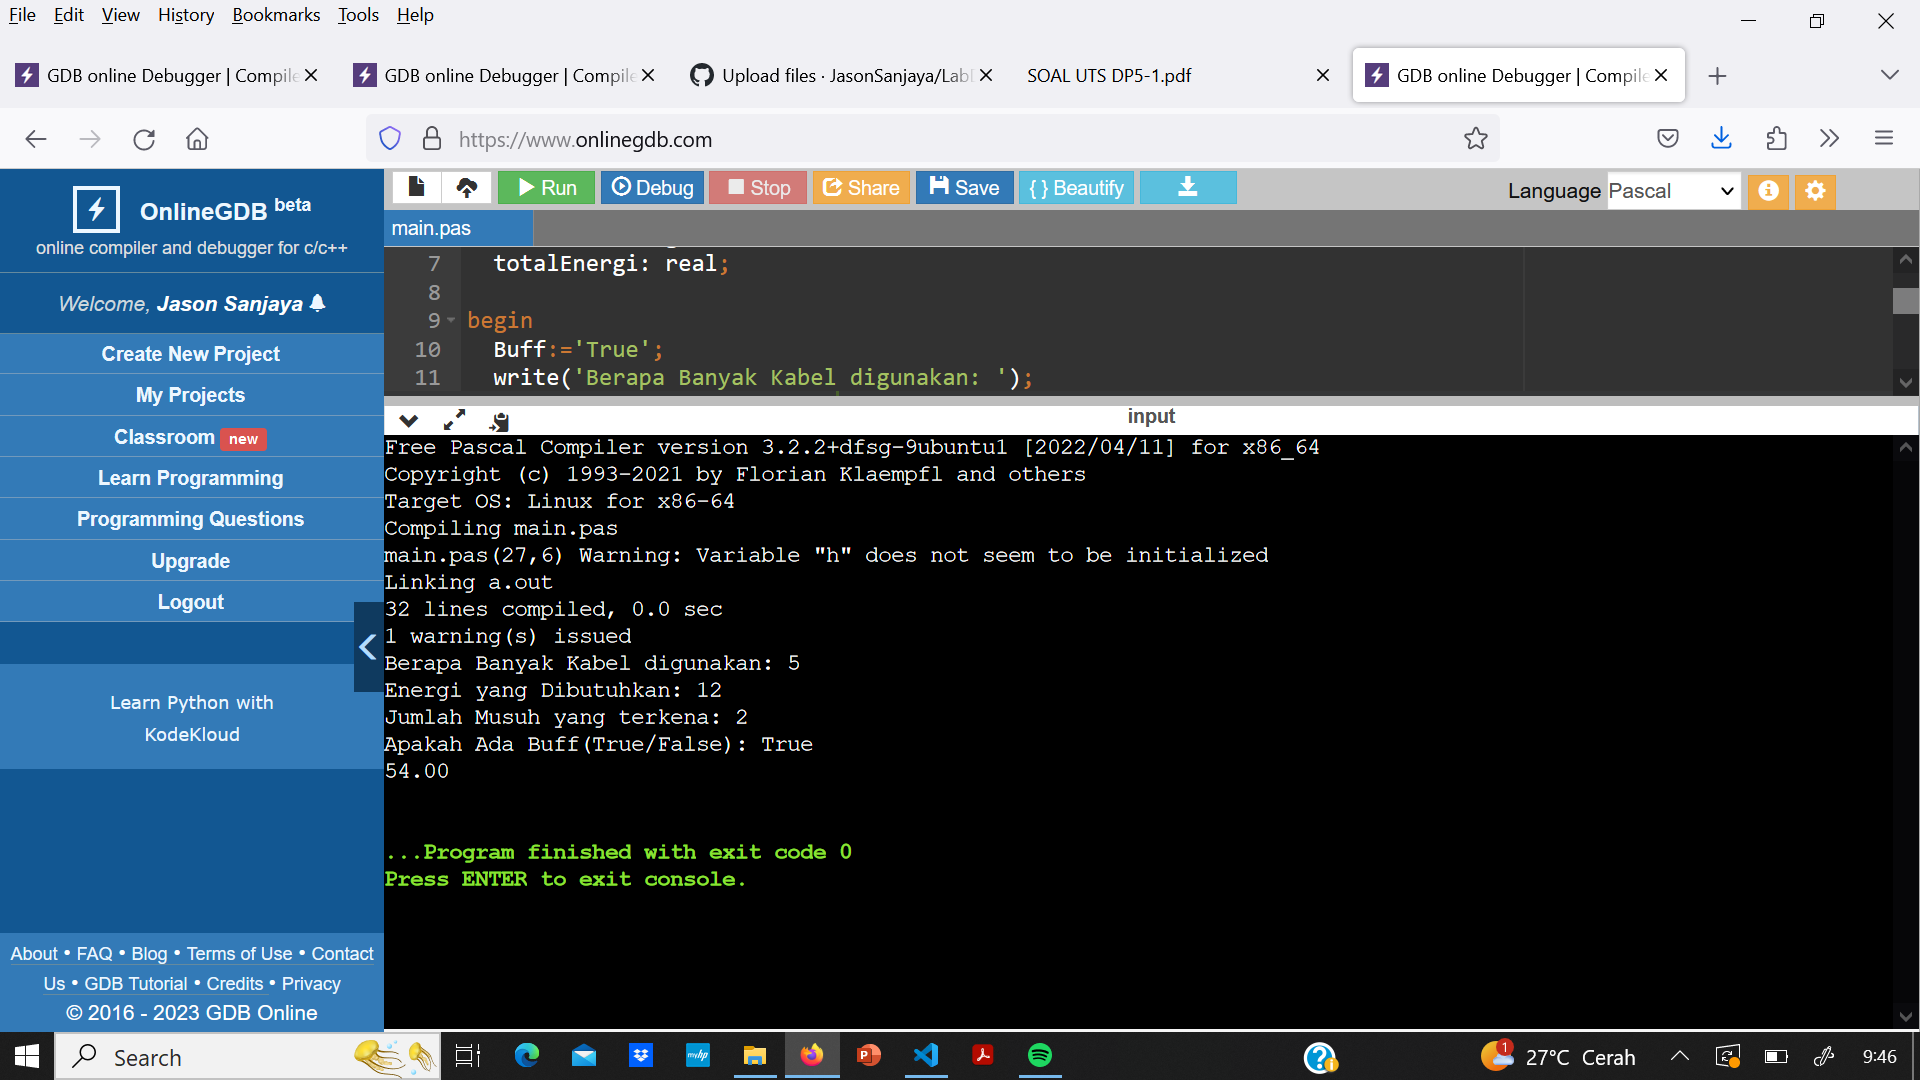 File Edit View History Bookmarks Tools Help
GDB online Debugger | Compile
GDB online Debugger | Compile
Upload files · JasonSanjaya/Lab
SOAL UTS DP5-1.pdf
GDB online Debugger | Compile
https://www.onlinegdb.com
OnlineGDB beta
online compiler and debugger for c/c++
Welcome, Jason Sanjaya
Create New Project
My Projects
Classroom new
Learn Programming
Programming Questions
Upgrade
Logout
Learn Python with
KodeKloud
About • FAQ • Blog • Terms of Use • Contact
Us • GDB Tutorial • Credits • Privacy
© 2016 - 2023 GDB Online
Run Debug Stop Share Save { } Beautify
Language Pascal
main.pas
7 totalEnergi: real;
8
9 begin
10 Buff:='True';
11 write('Berapa Banyak Kabel digunakan: ');
input
Free Pascal Compiler version 3.2.2+dfsg-9ubuntu1 [2022/04/11] for x86_64
Copyright (c) 1993-2021 by Florian Klaempfl and others
Target OS: Linux for x86-64
Compiling main.pas
main.pas(27,6) Warning: Variable "h" does not seem to be initialized
Linking a.out
32 lines compiled, 0.0 sec
1 warning(s) issued
Berapa Banyak Kabel digunakan: 5
Energi yang Dibutuhkan: 12
Jumlah Musuh yang terkena: 2
Apakah Ada Buff(True/False): True
54.00
...Program finished with exit code 0
Press ENTER to exit console.
Search
myhp
1
27°C Cerah
9:46